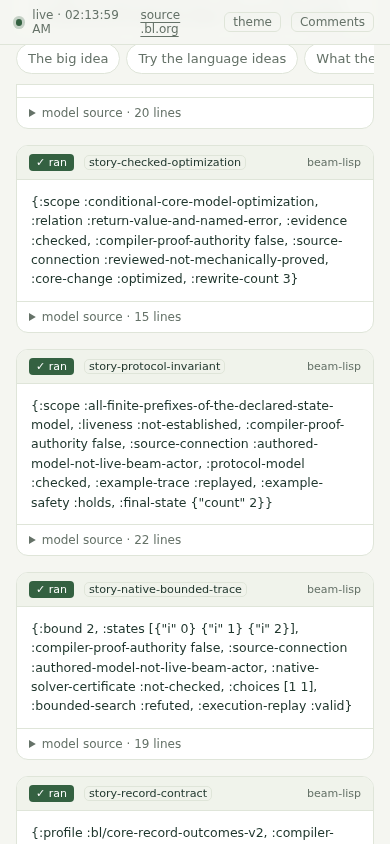 live · 02:13:59 AM
source .bl.org
theme
Comments
The big idea
Try the language ideas
What the
▶ model source · 20 lines
✓ ran story-checked-optimization beam-lisp
{:scope :conditional-core-model-optimization,
:relation :return-value-and-named-error, :evidence
:checked, :compiler-proof-authority false, :source-
connection :reviewed-not-mechanically-proved,
:core-change :optimized, :rewrite-count 3}
▶ model source · 15 lines
✓ ran story-protocol-invariant beam-lisp
{:scope :all-finite-prefixes-of-the-declared-state-
model, :liveness :not-established, :compiler-proof-
authority false, :source-connection :authored-
model-not-live-beam-actor, :protocol-model
:checked, :example-trace :replayed, :example-
safety :holds, :final-state {"count" 2}}
▶ model source · 22 lines
✓ ran story-native-bounded-trace beam-lisp
{:bound 2, :states [{"i" 0} {"i" 1} {"i" 2}],
:compiler-proof-authority false, :source-connection
:authored-model-not-live-beam-actor, :native-
solver-certificate :not-checked, :choices [1 1],
:bounded-search :refuted, :execution-replay :valid}
▶ model source · 19 lines
✓ ran story-record-contract beam-lisp
{:profile :bl/core-record-outcomes-v2, :compiler-